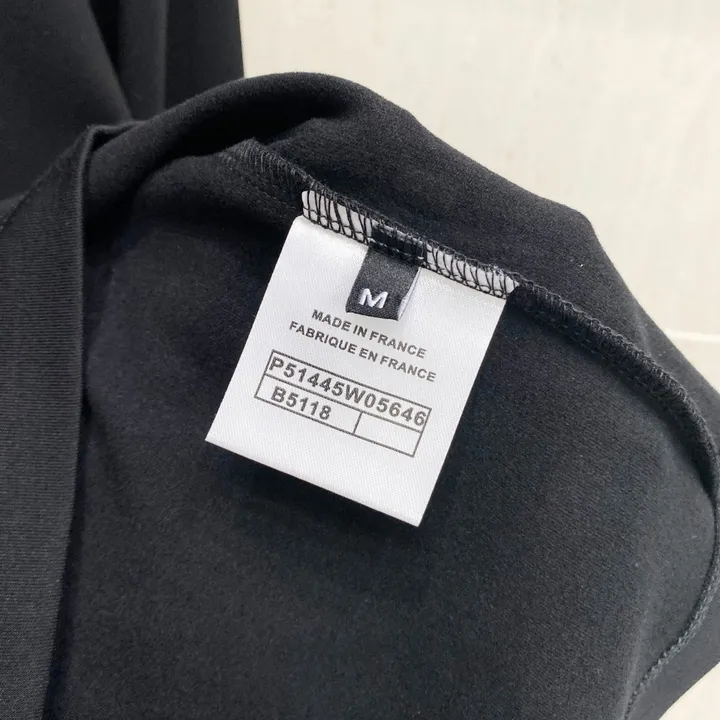 M
MADE IN FRANCE
FABRIQUE EN FRANCE
P51445W05646
B5118